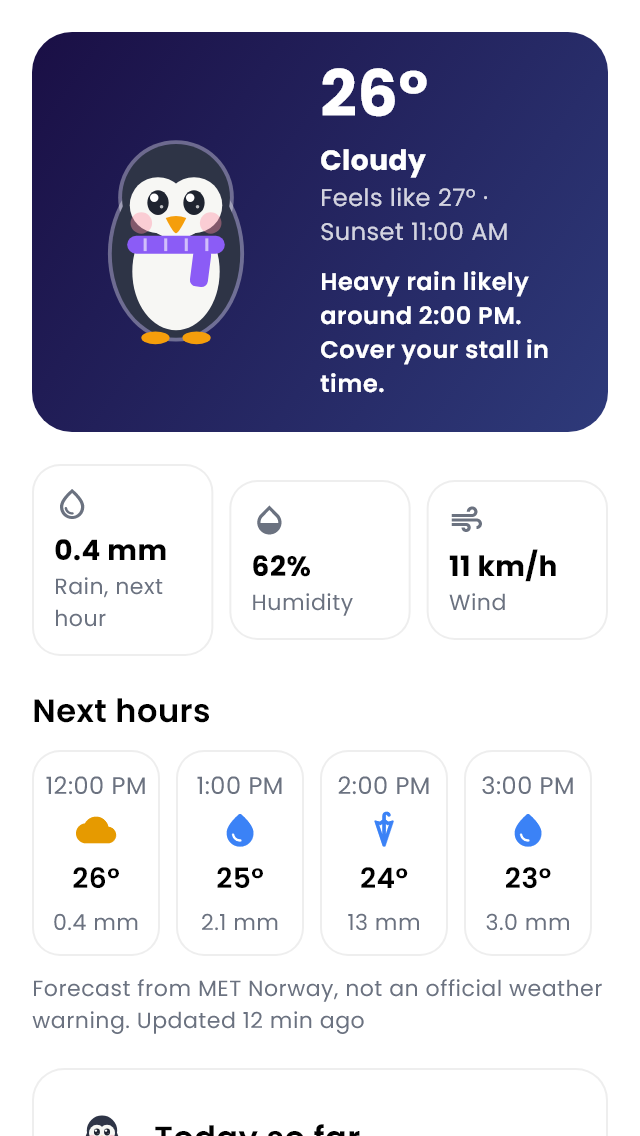 26°
Cloudy
Feels like 27° ·
Sunset 11:00 AM
Heavy rain likely
around 2:00 PM.
Cover your stall in
time.
0.4 mm
Rain, next
hour
62%
Humidity
11 km/h
Wind
Next hours
12:00 PM
26°
0.4 mm
1:00 PM
25°
2.1 mm
2:00 PM
24°
13 mm
3:00 PM
23°
3.0 mm
Forecast from MET Norway, not an official weather
warning. Updated 12 min ago
Today so far